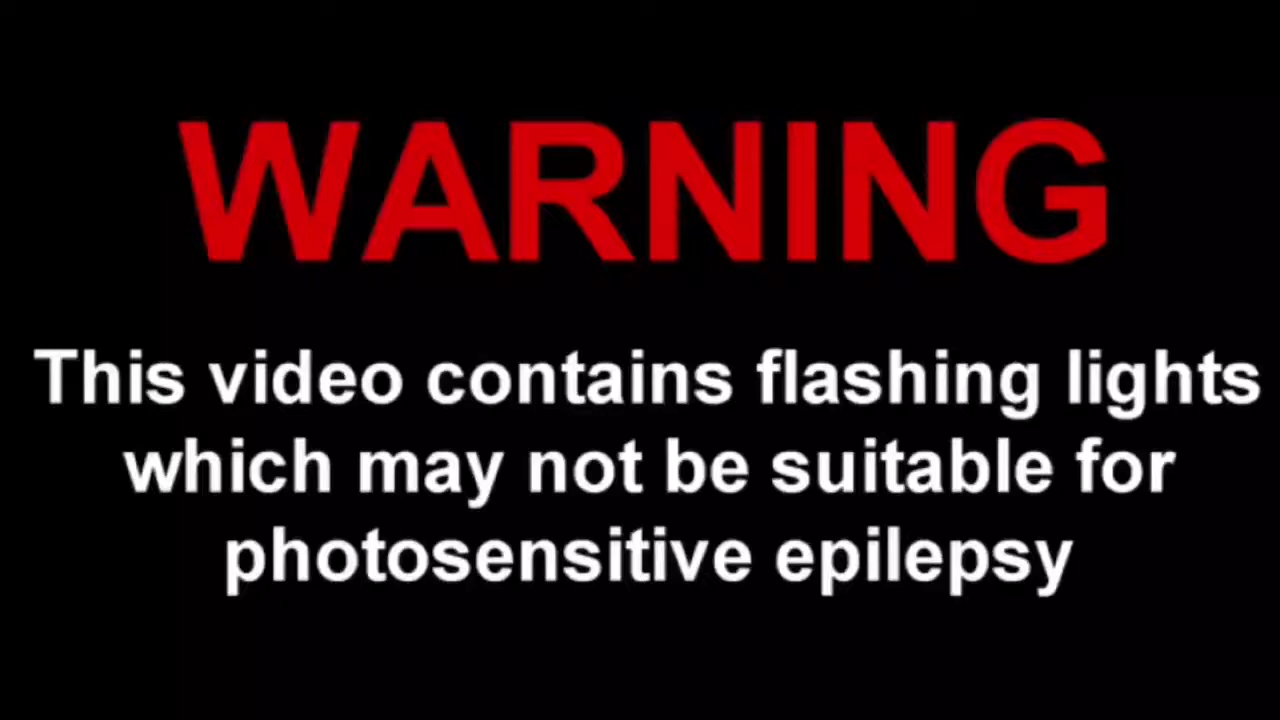 WARNING
This video contains flashing lights
which may not be suitable for
photosensitive epilepsy